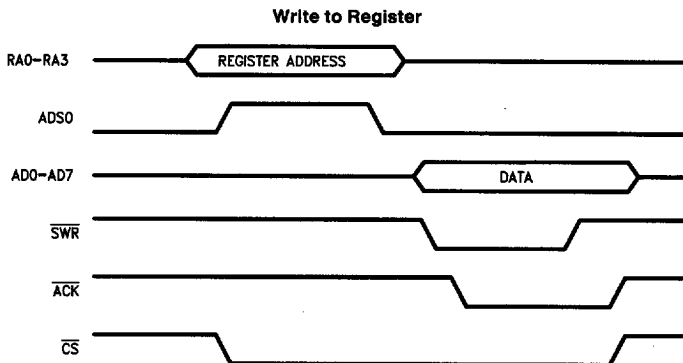 Write to Register
RA0–RA3
REGISTER ADDRESS
ADS0
AD0–AD7
DATA
SWR
ACK
CS